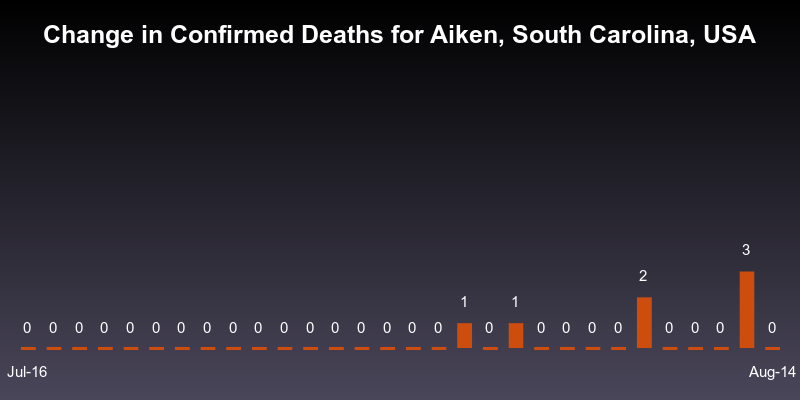 Change in Confirmed Deaths for Aiken, South Carolina, USA
3
2
1 1
0 0 0 0 0 0 0 0 0 0 0 0 0 0 0 0 0 0 0 0 0 0 0 0 0 0
Jul-16 Aug-14